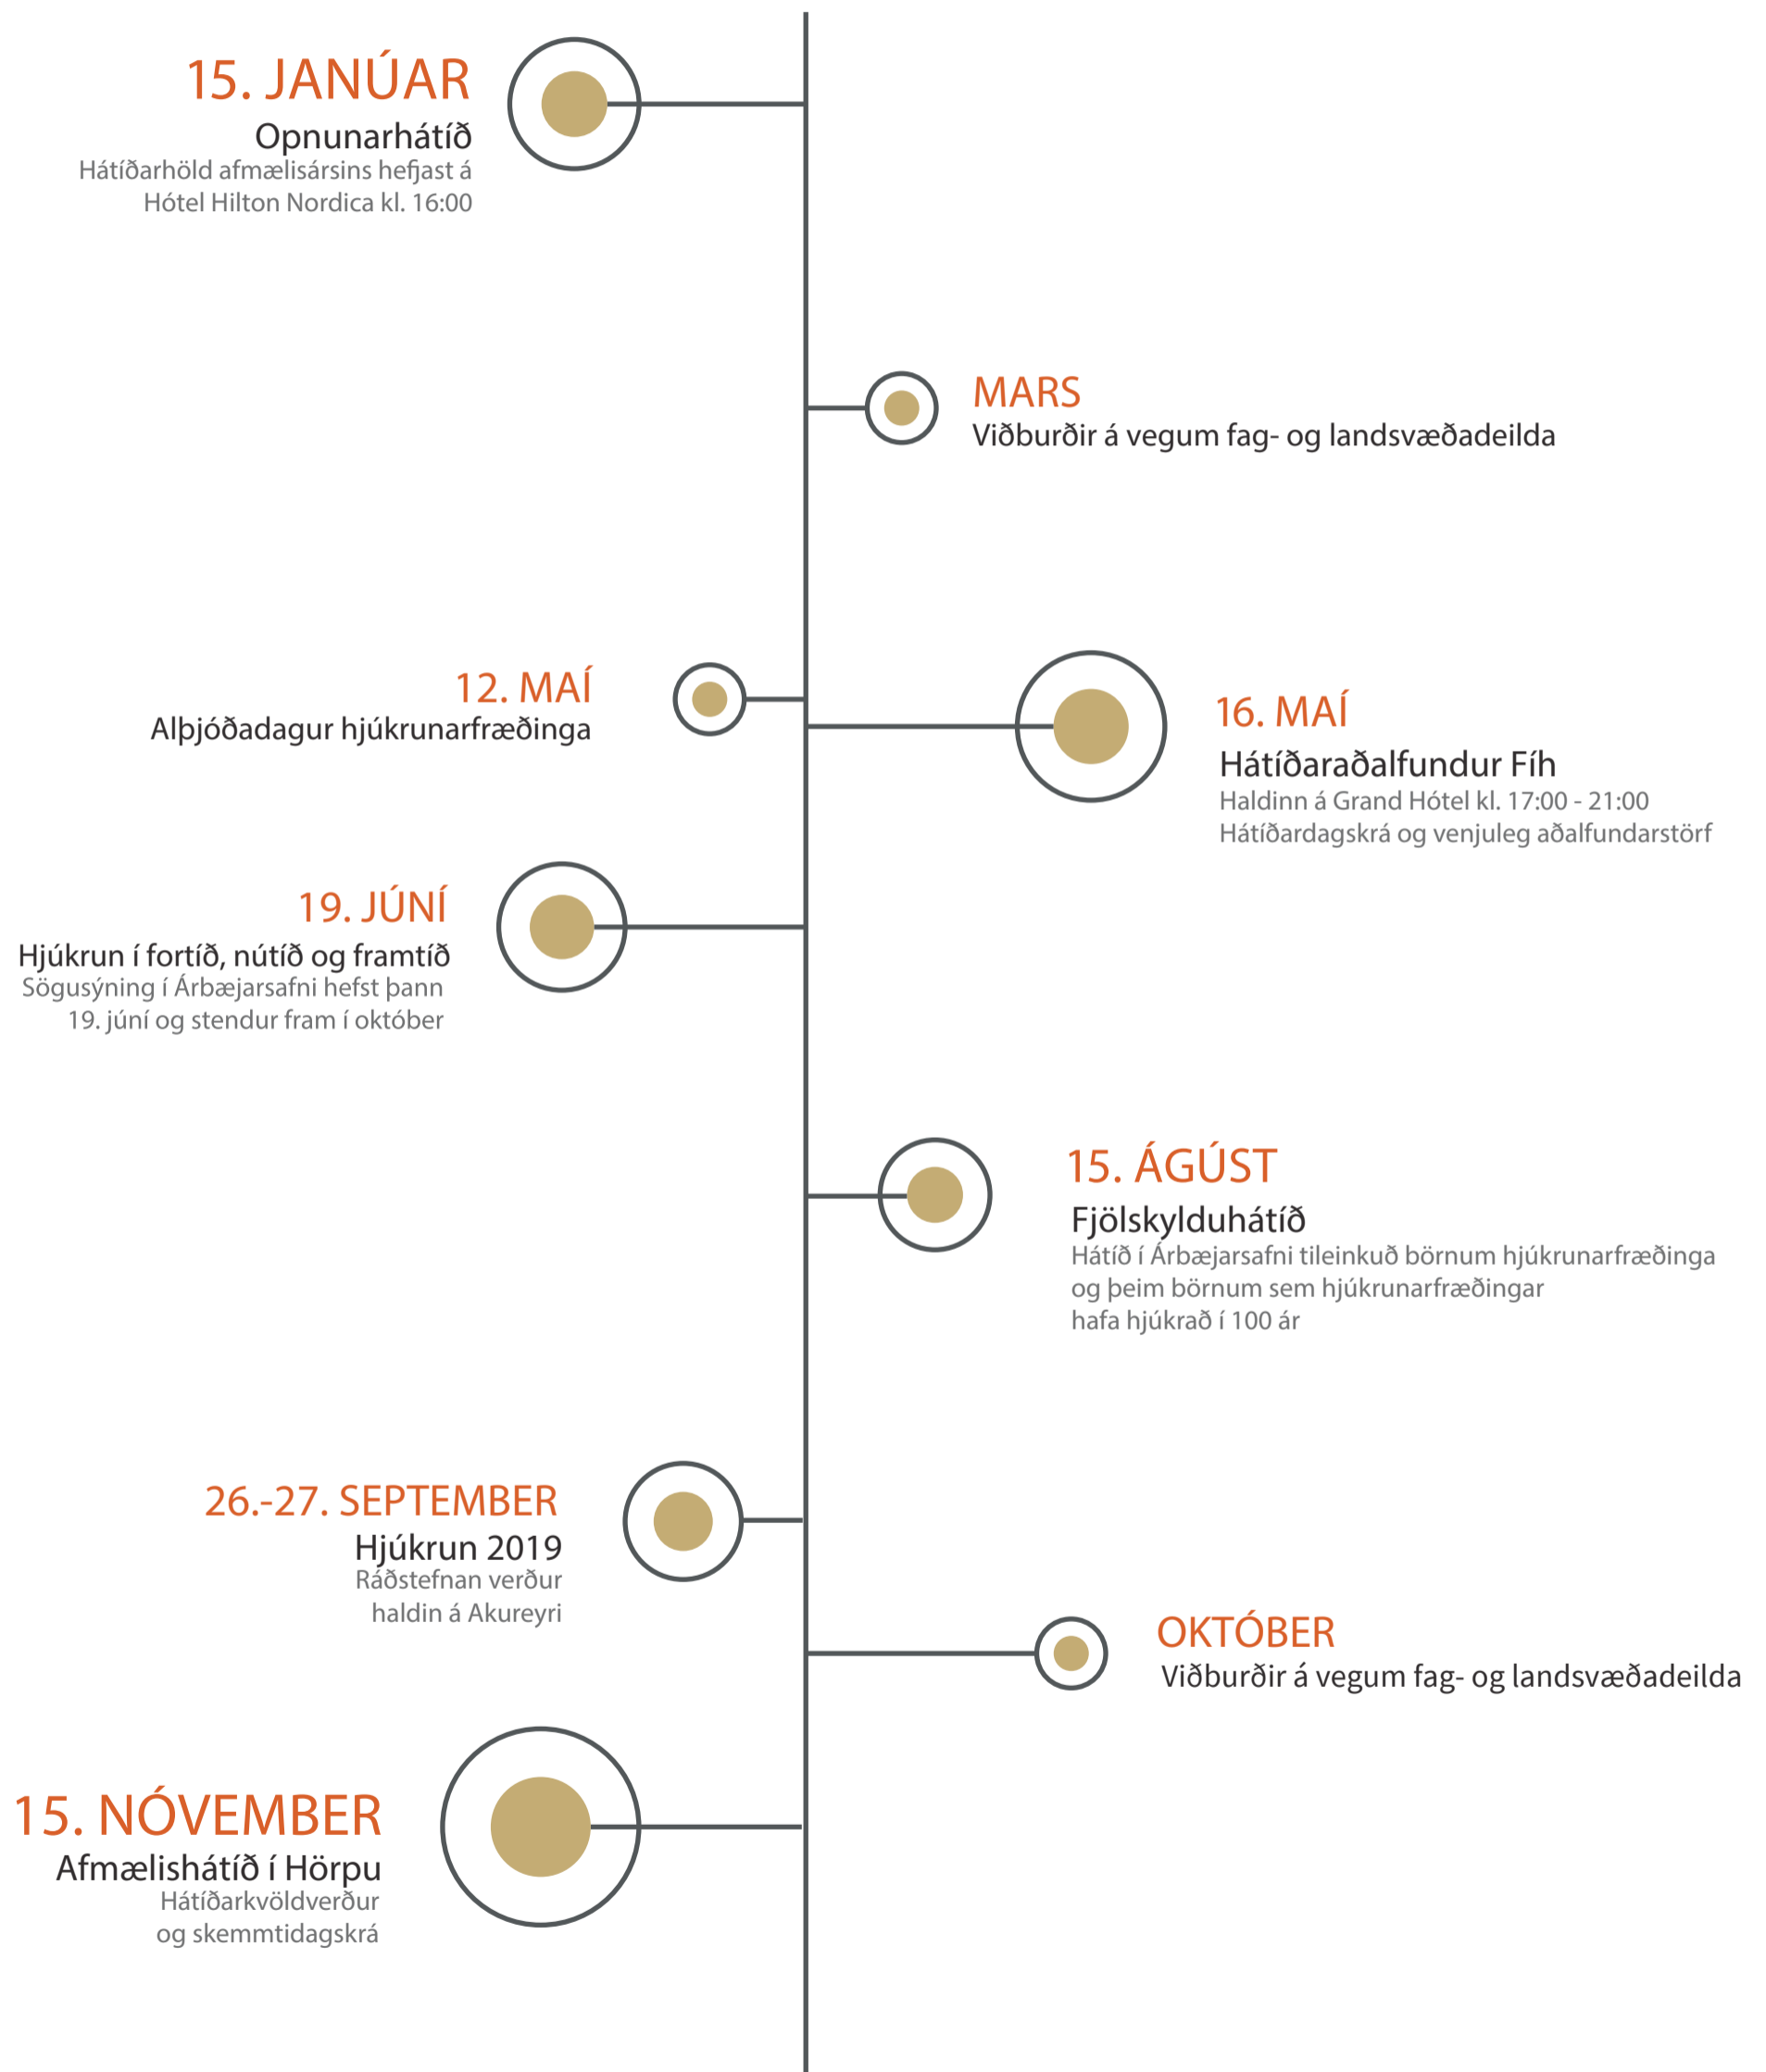 15. JANÚAR
Opnunarhátíð
Hátíðarhöld afmælisársins hefjast á
Hótel Hilton Nordica kl. 16:00
MARS
Viðburðir á vegum fag- og landsvæðadeilda
12. MAÍ
Alþjóðadagur hjúkrunarfræðinga
16. MAÍ
Hátíðaraðalfundur Fíh
Haldinn á Grand Hótel kl. 17:00 - 21:00
Hátíðardagskrá og venjuleg aðalfundarstörf
19. JÚNÍ
Hjúkrun í fortíð, nútíð og framtíð
Sögusýning í Árbæjarsafni hefst þann
19. júní og stendur fram í október
15. ÁGÚST
Fjölskylduhátíð
Hátíð í Árbæjarsafni tileinkuð börnum hjúkrunarfræðinga
og þeim börnum sem hjúkrunarfræðingar
hafa hjúkrað í 100 ár
26.-27. SEPTEMBER
Hjúkrun 2019
Ráðstefnan verður
haldin á Akureyri
OKTÓBER
Viðburðir á vegum fag- og landsvæðadeilda
15. NÓVEMBER
Afmælishátíð í Hörpu
Hátíðarkvöldverður
og skemmtidagskrá